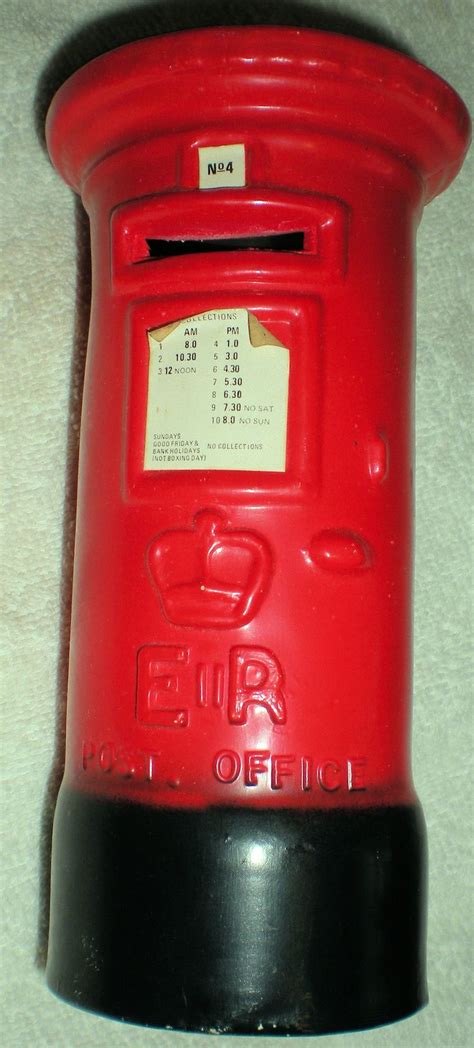 Nº4
COLLECTIONS
AM PM
1 8.0 4 1.0
2 10.30 5 3.0
3 12 NOON 6 4.30
7 5.30
8 6.30
9 7.30 NO SAT
10 8.0 NO SUN
SUNDAYS
GOOD FRIDAY & NO COLLECTIONS
BANK HOLIDAYS
(NOT BOXING DAY)
E II R
POST. OFFICE